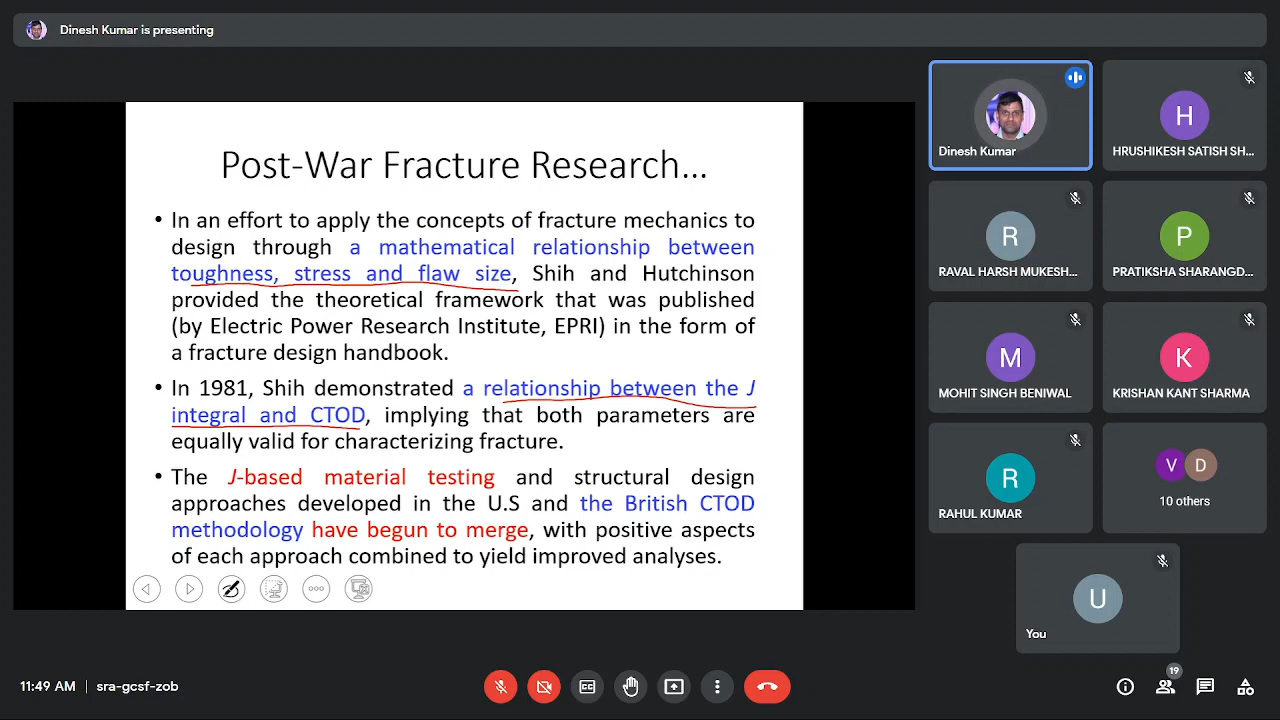 Dinesh Kumar is presenting
Post-War Fracture Research...
• In an effort to apply the concepts of fracture mechanics to
design through a mathematical relationship between
toughness, stress and flaw size, Shih and Hutchinson
provided the theoretical framework that was published
(by Electric Power Research Institute, EPRI) in the form of
a fracture design handbook.
• In 1981, Shih demonstrated a relationship between the J
integral and CTOD, implying that both parameters are
equally valid for characterizing fracture.
• The J-based material testing and structural design
approaches developed in the U.S and the British CTOD
methodology have begun to merge, with positive aspects
of each approach combined to yield improved analyses.
Dinesh Kumar
H
HRUSHIKESH SATISH SH...
R
RAVAL HARSH MUKESH...
P
PRATIKSHA SHARANGD...
M
MOHIT SINGH BENIWAL
K
KRISHAN KANT SHARMA
R
RAHUL KUMAR
V D
10 others
U
You
11:49 AM | sra-gcsf-zob
19